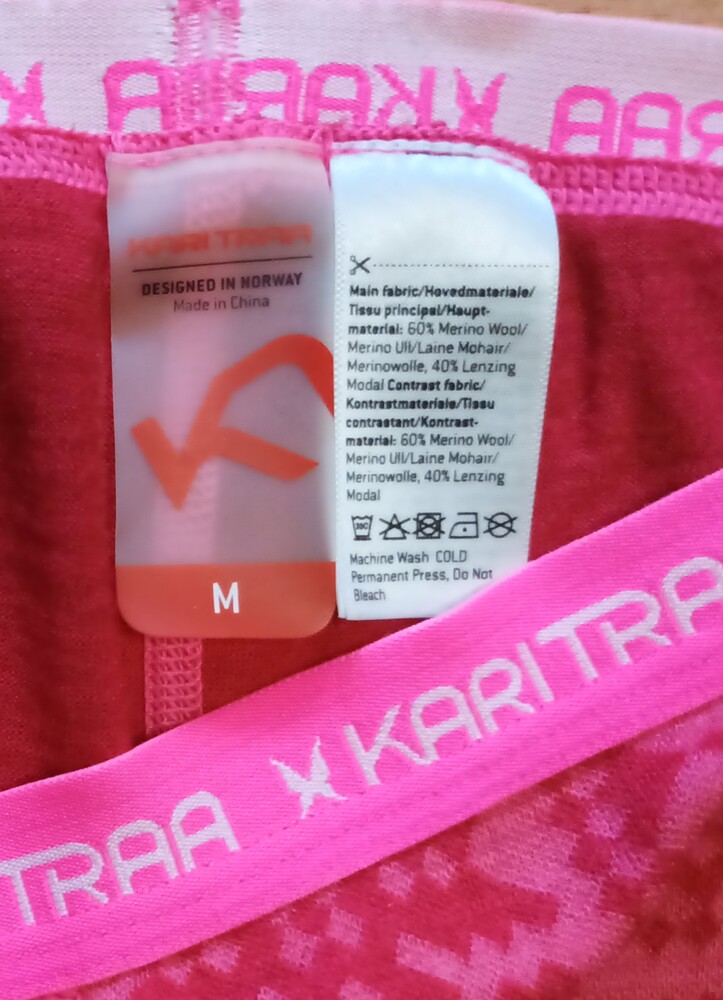 KARI TRAA
DESIGNED IN NORWAY
Made in China
M
Main fabric/Hovedmateriale/
Tissu principal/Haupt-
material: 60% Merino Wool/
Merino Ull/Laine Mohair/
Merinowolle, 40% Lenzing
Modal Contrast fabric/
Kontrastmateriale/Tissu
contrastant/Kontrast-
material: 60% Merino Wool/
Merino Ull/Laine Mohair/
Merinowolle, 40% Lenzing
Modal
30C
Machine Wash COLD
Permanent Press, Do Not
Bleach
TRAA KARI TRAA